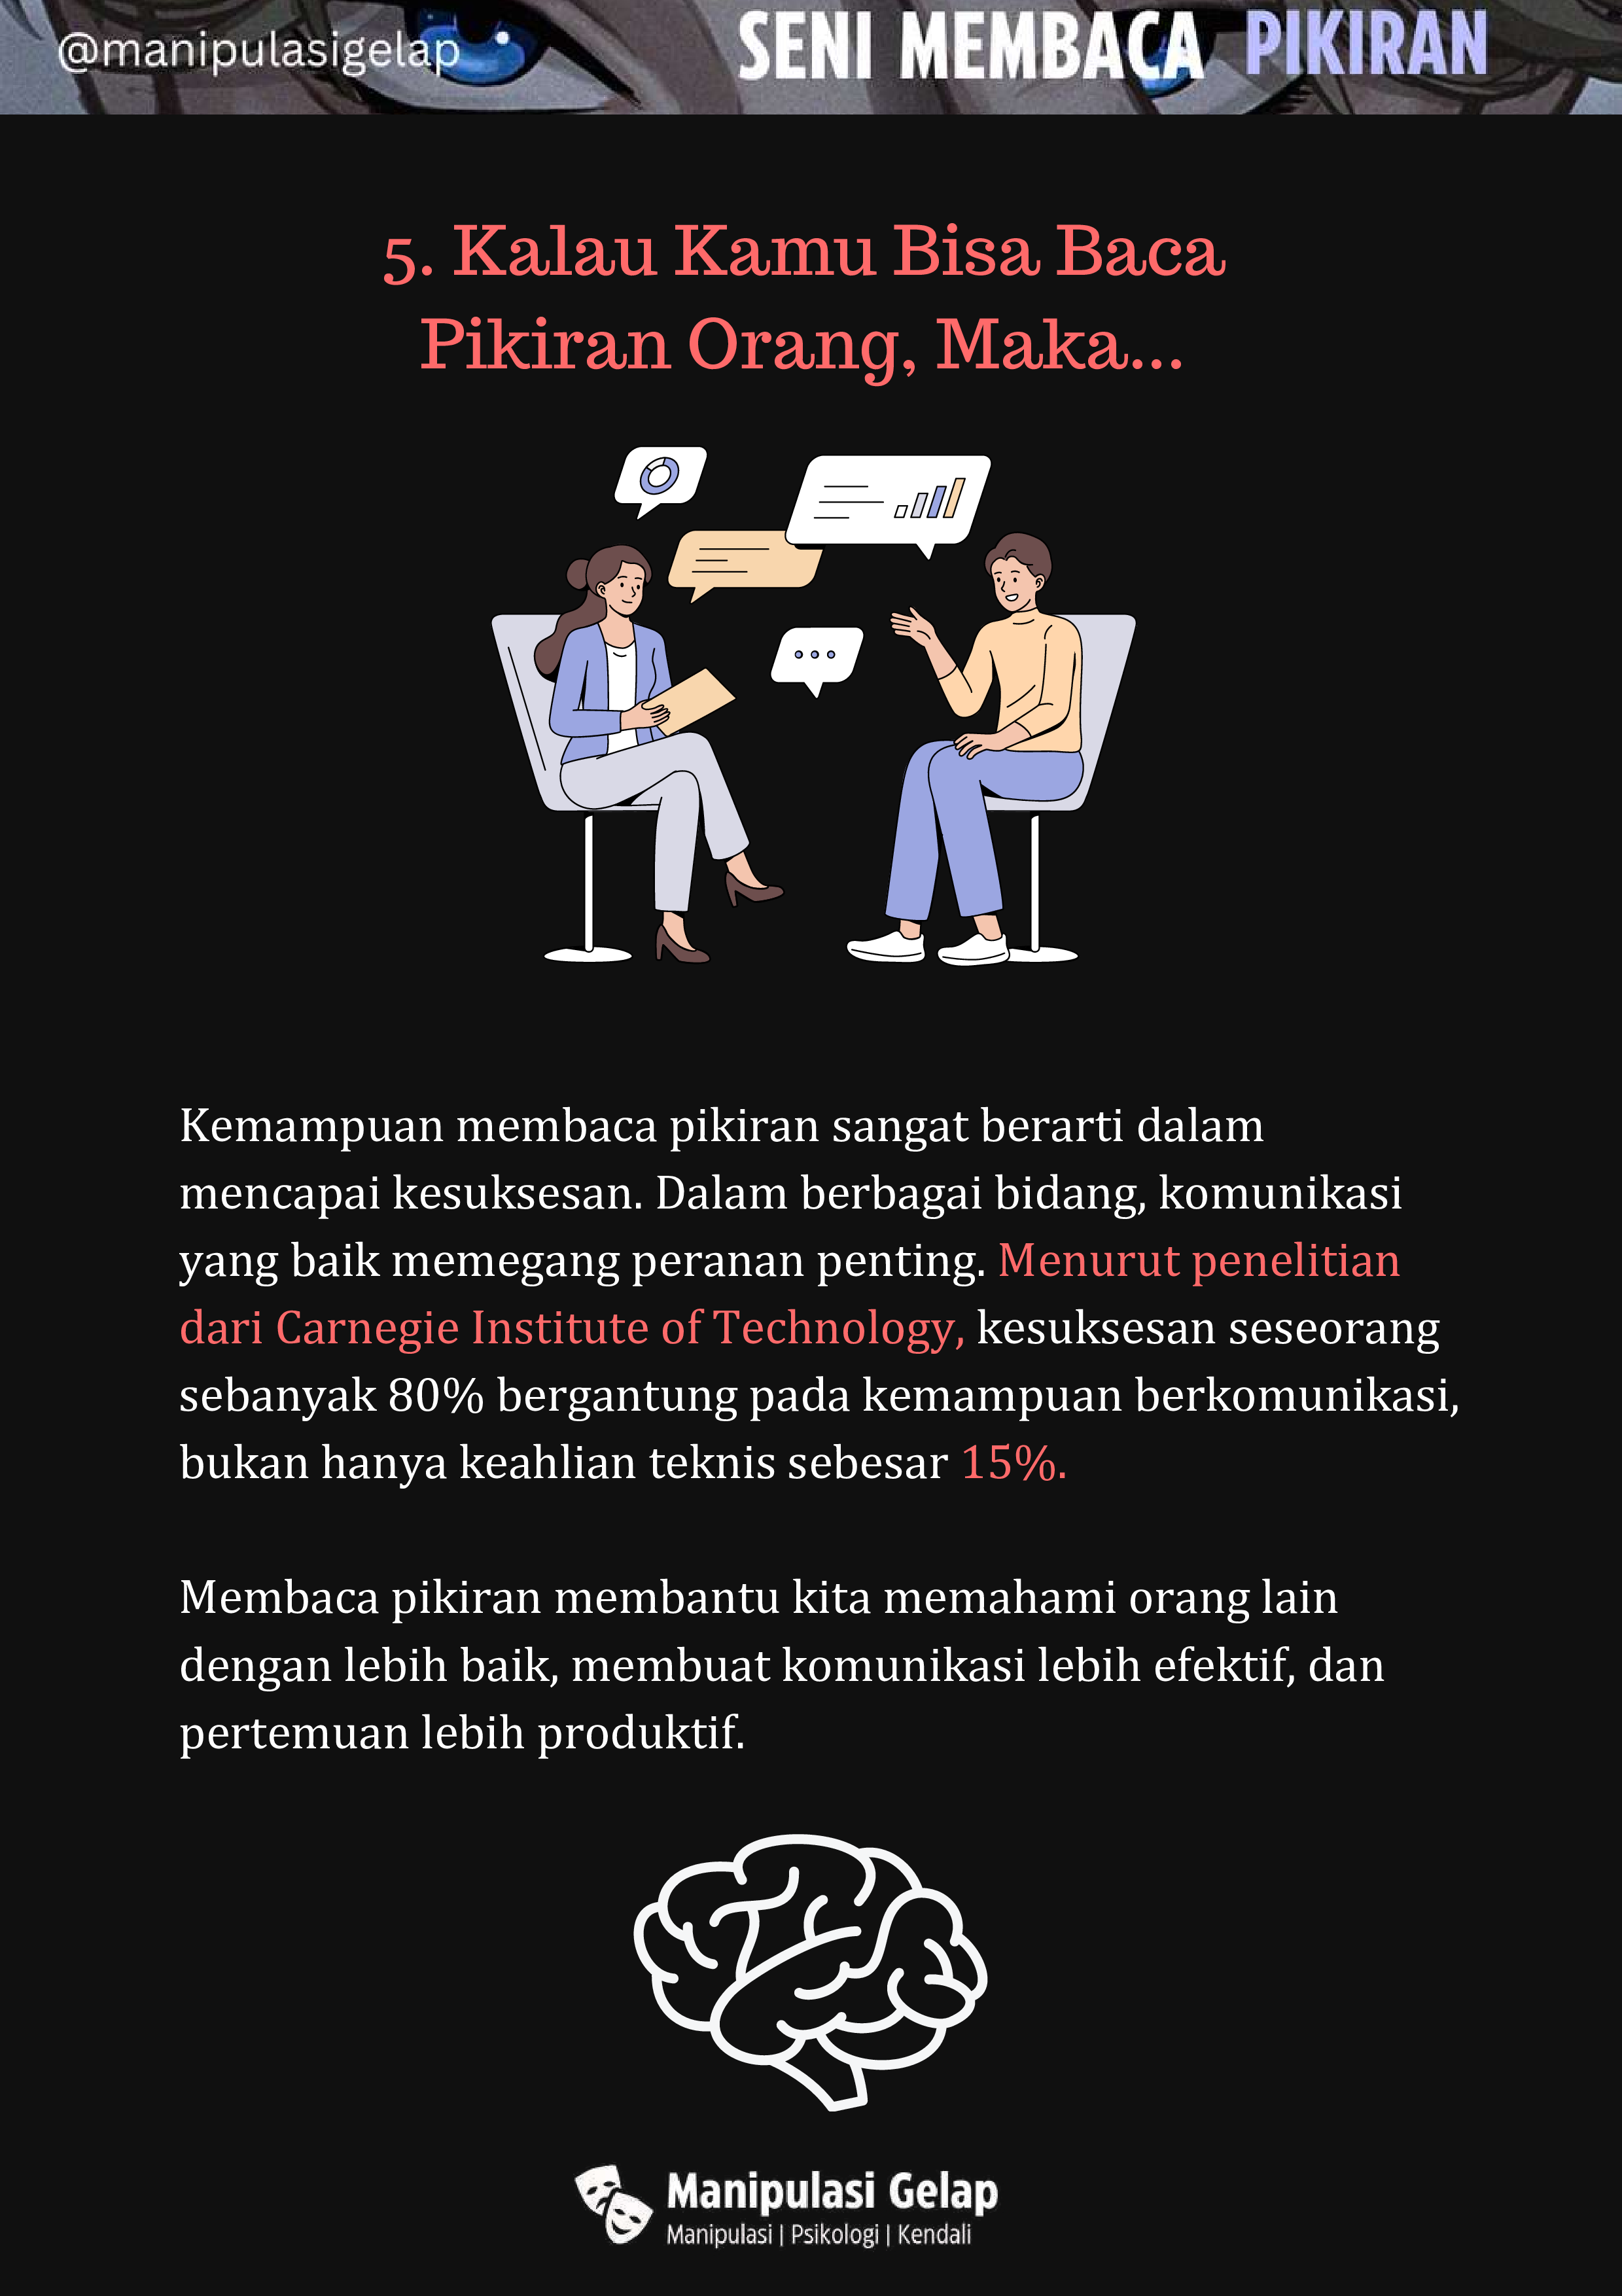 @manipulasigelap
SENI MEMBACA PIKIRAN
5. Kalau Kamu Bisa Baca
Pikiran Orang, Maka...
Kemampuan membaca pikiran sangat berarti dalam
mencapai kesuksesan. Dalam berbagai bidang, komunikasi
yang baik memegang peranan penting. Menurut penelitian
dari Carnegie Institute of Technology, kesuksesan seseorang
sebanyak 80% bergantung pada kemampuan berkomunikasi,
bukan hanya keahlian teknis sebesar 15%.
Membaca pikiran membantu kita memahami orang lain
dengan lebih baik, membuat komunikasi lebih efektif, dan
pertemuan lebih produktif.
Manipulasi Gelap
Manipulasi | Psikologi | Kendali